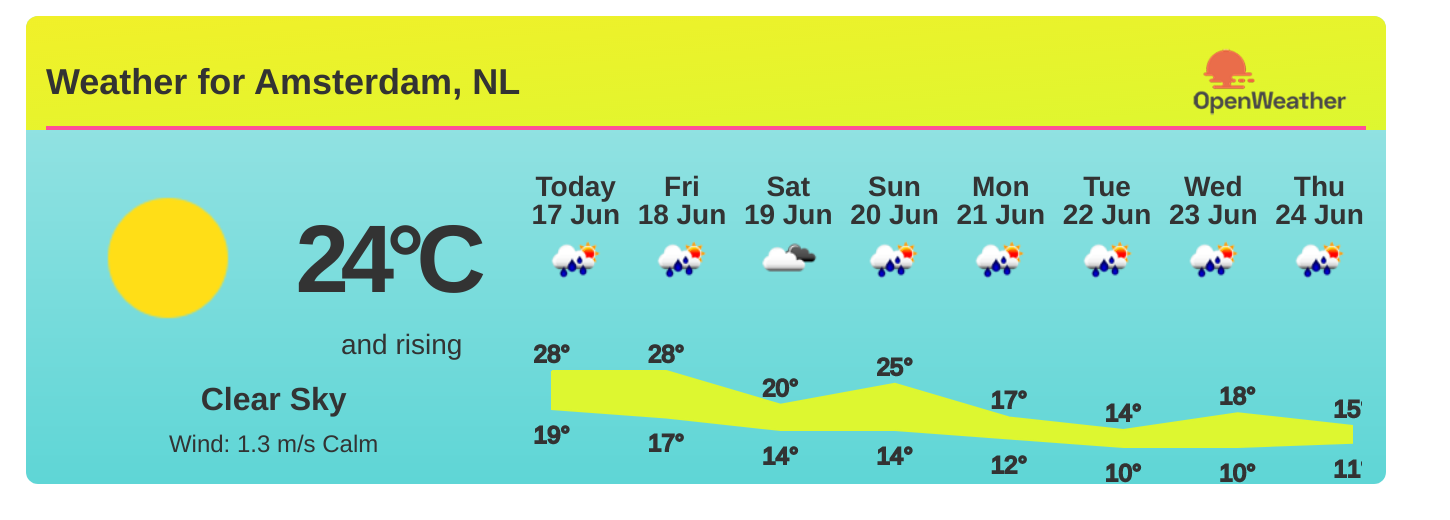 Weather for Amsterdam, NL
OpenWeather
Today Fri Sat Sun Mon Tue Wed Thu
17 Jun 18 Jun 19 Jun 20 Jun 21 Jun 22 Jun 23 Jun 24 Jun
24°C
and rising
Clear Sky
Wind: 1.3 m/s Calm
28° 28° 20° 25° 17° 14° 18° 15°
19° 17° 14° 14° 12° 10° 10° 11°